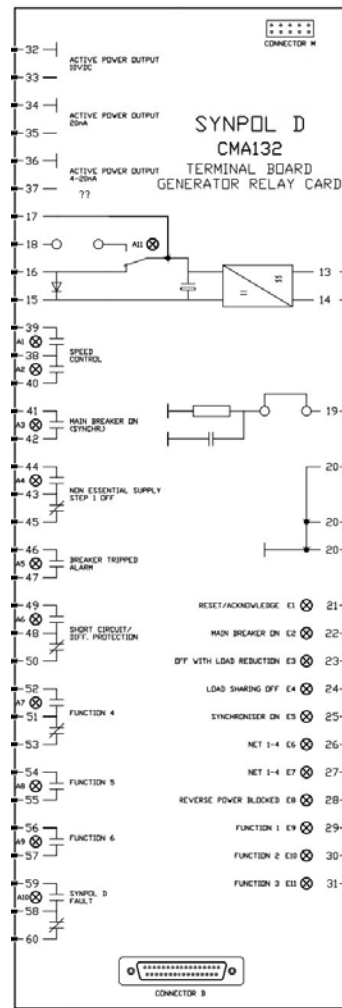 CONNECTOR M
32
ACTIVE POWER OUTPUT
10VDC
33
34
ACTIVE POWER OUTPUT
20mA
35
36
ACTIVE POWER OUTPUT
4-20mA
37
??
SYNPOL D
CMA132
TERMINAL BOARD
GENERATOR RELAY CARD
17
18
A11
16
13
15
14
39
A1
38
SPEED
CONTROL
A2
40
41
A3
MAIN BREAKER ON
(SYNCHR.)
42
19
44
A4
43
NON ESSENTIAL SUPPLY
STEP 1 OFF
45
20
20
20
46
A5
BREAKER TRIPPED
ALARM
47
49
A6
48
SHORT CIRCUIT/
DIFF. PROTECTION
50
52
A7
51
FUNCTION 4
53
54
A8
FUNCTION 5
55
56
A9
FUNCTION 6
57
59
A10
SYNPOL D
FAULT
58
60
RESET/ACKNOWLEDGE E1 21
MAIN BREAKER ON E2 22
OFF WITH LOAD REDUCTION E3 23
LOAD SHARING OFF E4 24
SYNCHRONISER ON E5 25
NET 1-4 E6 26
NET 1-4 E7 27
REVERSE POWER BLOCKED E8 28
FUNCTION 1 E9 29
FUNCTION 2 E10 30
FUNCTION 3 E11 31
CONNECTOR B